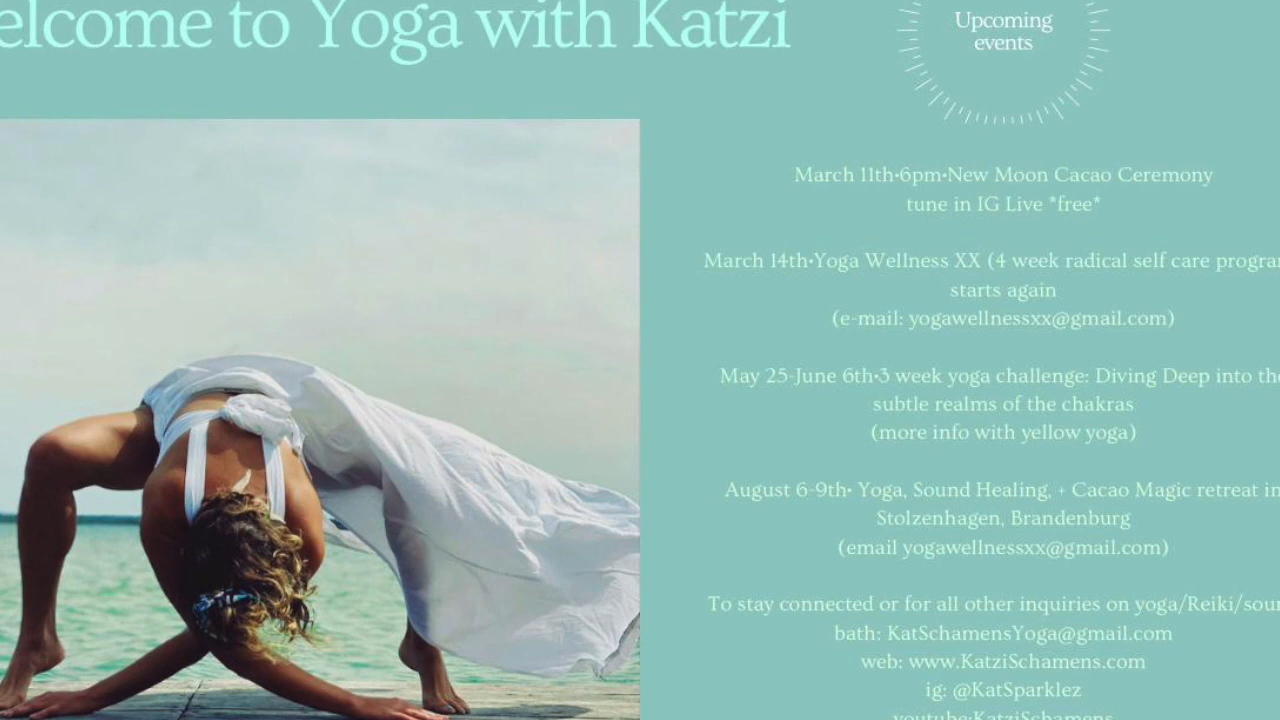 elcome to Yoga with Katzi
Upcoming
events
March 11th•6pm•New Moon Cacao Ceremony
tune in IG Live *free*
March 14th•Yoga Wellness XX (4 week radical self care progra
starts again
(e-mail: yogawellnessxx@gmail.com)
May 25-June 6th•3 week yoga challenge: Diving Deep into the
subtle realms of the chakras
(more info with yellow yoga)
August 6-9th• Yoga, Sound Healing, + Cacao Magic retreat in
Stolzenhagen, Brandenburg
(email yogawellnessxx@gmail.com)
To stay connected or for all other inquiries on yoga/Reiki/sou
bath: KatSchamensYoga@gmail.com
web: www.KatziSchamens.com
ig: @KatSparklez
youtube:KatziSchamens